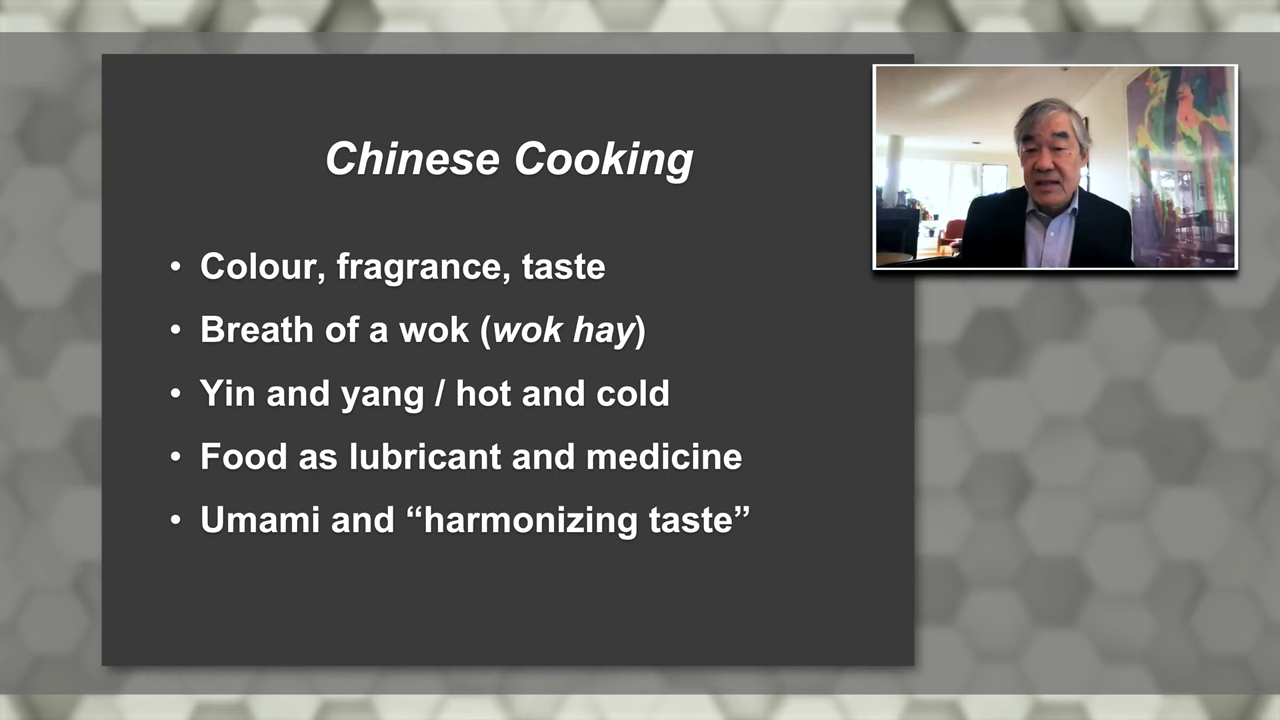 Chinese Cooking
• Colour, fragrance, taste
• Breath of a wok (wok hay)
• Yin and yang / hot and cold
• Food as lubricant and medicine
• Umami and “harmonizing taste”